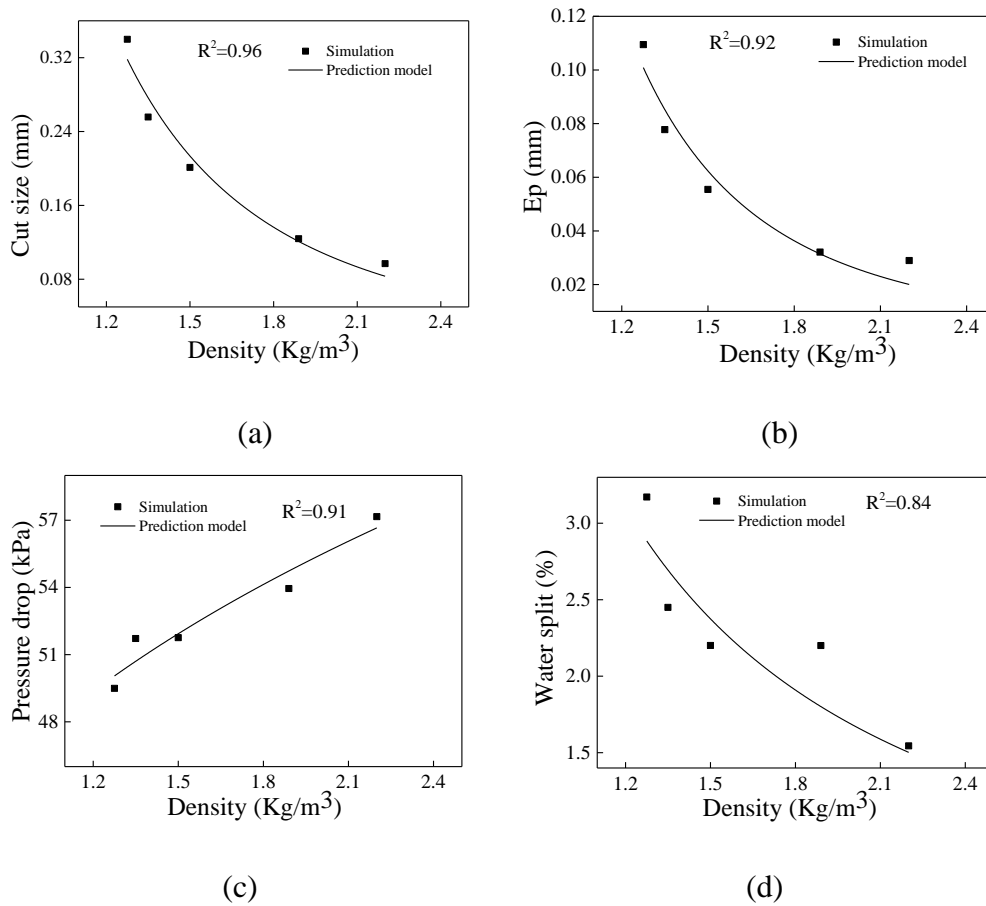 R²=0.96
Simulation
Prediction model
0.32
0.24
0.16
0.08
Cut size (mm)
1.2 1.5 1.8 2.1 2.4
Density (Kg/m³)
(a)
R²=0.92
Simulation
Prediction model
0.12
0.10
0.08
0.06
0.04
0.02
Ep (mm)
1.2 1.5 1.8 2.1 2.4
Density (Kg/m³)
(b)
Simulation
Prediction model
R²=0.91
57
54
51
48
Pressure drop (kPa)
1.2 1.5 1.8 2.1 2.4
Density (Kg/m³)
(c)
Simulation
Prediction model
R²=0.84
3.0
2.5
2.0
1.5
Water split (%)
1.2 1.5 1.8 2.1 2.4
Density (Kg/m³)
(d)